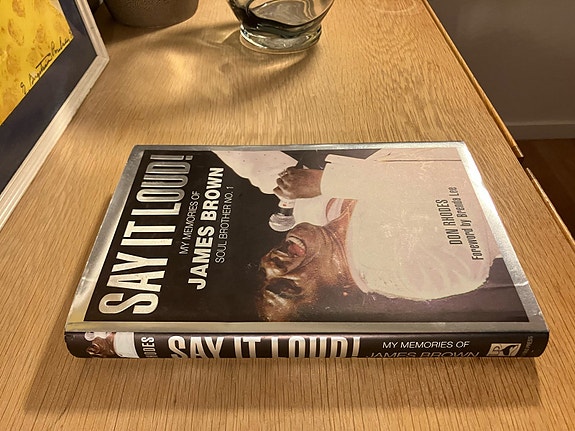 SAY IT LOUD!
MY MEMORIES OF
JAMES BROWN
SOUL BROTHER NO. 1
DON RHODES
Foreword by Brenda Lee
RHODES
SAY IT LOUD!
MY MEMORIES OF
JAMES BROWN